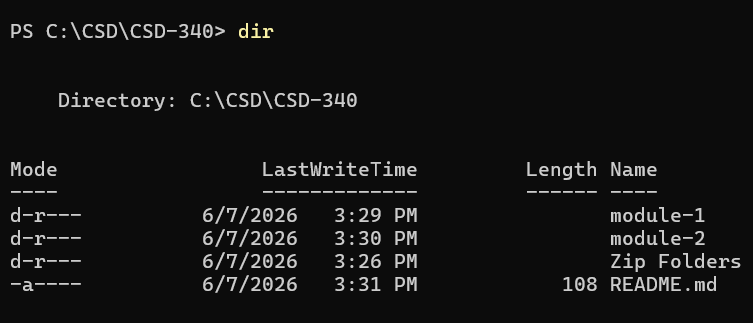 PS C:\CSD\CSD-340> dir
Directory: C:\CSD\CSD-340
Mode                 LastWriteTime         Length Name
----                 -------------         ------ ----
d-r---          6/7/2026   3:29 PM                module-1
d-r---          6/7/2026   3:30 PM                module-2
d-r---          6/7/2026   3:26 PM                Zip Folders
-a----          6/7/2026   3:31 PM            108 README.md